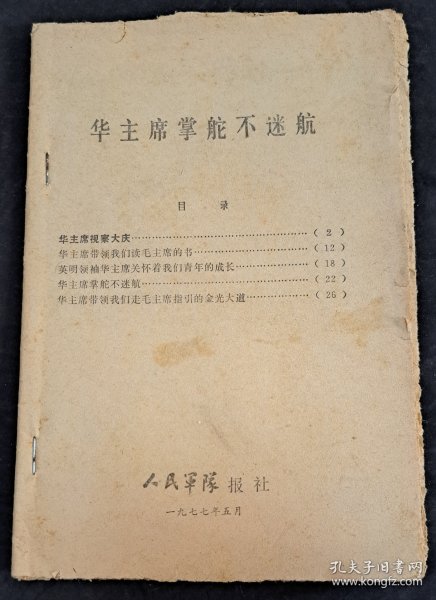 华主席掌舵不迷航
目 录
华主席视察大庆……………………………………（2）
华主席带领我们读毛主席的书……………………（12）
英明领袖华主席关怀着我们青年的成长…………（18）
华主席掌舵不迷航…………………………………（22）
华主席带领我们走毛主席指引的金光大道………（26）
人民軍隊报社
一九七七年五月
孔夫子旧书网
www.kongfz.com